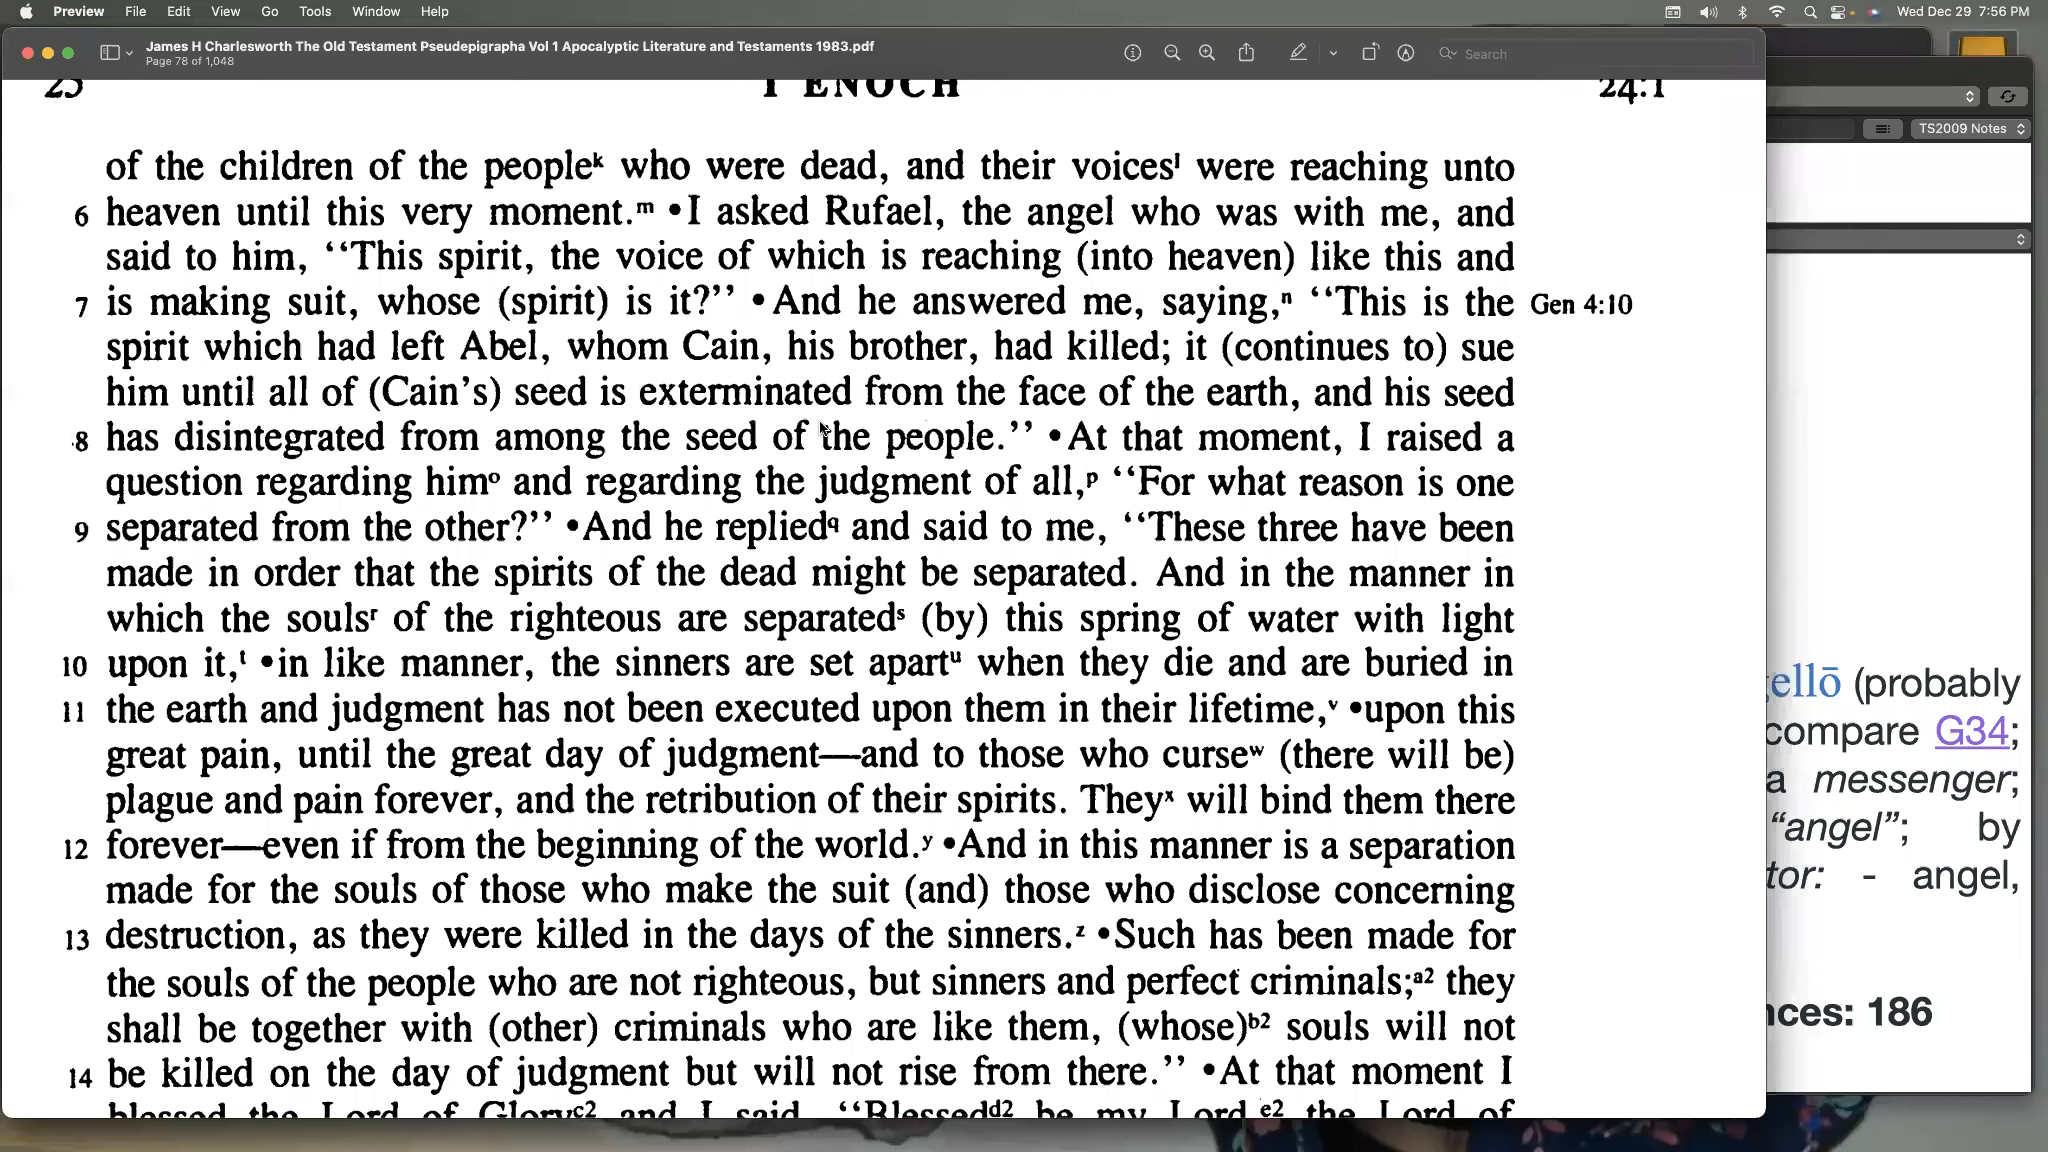 Preview File Edit View Go Tools Window Help
Wed Dec 29 7:56 PM
James H Charlesworth The Old Testament Pseudepigrapha Vol 1 Apocalyptic Literature and Testaments 1983.pdf
Page 78 of 1,048
Search
TS2009 Notes
1 ENOCH
24:1
of the children of the peopleᵏ who were dead, and their voicesˡ were reaching unto
6 heaven until this very moment.ᵐ •I asked Rufael, the angel who was with me, and
said to him, ‘‘This spirit, the voice of which is reaching (into heaven) like this and
7 is making suit, whose (spirit) is it?’’ •And he answered me, saying,ⁿ ‘‘This is the Gen 4:10
spirit which had left Abel, whom Cain, his brother, had killed; it (continues to) sue
him until all of (Cain’s) seed is exterminated from the face of the earth, and his seed
8 has disintegrated from among the seed of the people.’’ •At that moment, I raised a
question regarding himᵒ and regarding the judgment of all,ᵖ ‘‘For what reason is one
9 separated from the other?’’ •And he repliedq and said to me, ‘‘These three have been
made in order that the spirits of the dead might be separated. And in the manner in
which the soulsʳ of the righteous are separatedˢ (by) this spring of water with light
10 upon it,ᵗ •in like manner, the sinners are set apartᵘ when they die and are buried in
11 the earth and judgment has not been executed upon them in their lifetime,ᵛ •upon this
great pain, until the great day of judgment—and to those who curseʷ (there will be)
plague and pain forever, and the retribution of their spirits. Theyˣ will bind them there
12 forever—even if from the beginning of the world.ʸ •And in this manner is a separation
made for the souls of those who make the suit (and) those who disclose concerning
13 destruction, as they were killed in the days of the sinners.ᶻ •Such has been made for
the souls of the people who are not righteous, but sinners and perfect criminals;ᵃ² they
shall be together with (other) criminals who are like them, (whose)ᵇ² souls will not
14 be killed on the day of judgment but will not rise from there.’’ •At that moment I
blessed the Lord of Gloryᶜ² and I said, ‘‘Blessedᵈ² be my Lord,ᵉ² the Lord of
ellō (probably
compare G34;
a messenger;
“angel”; by
tor: - angel,
nces: 186